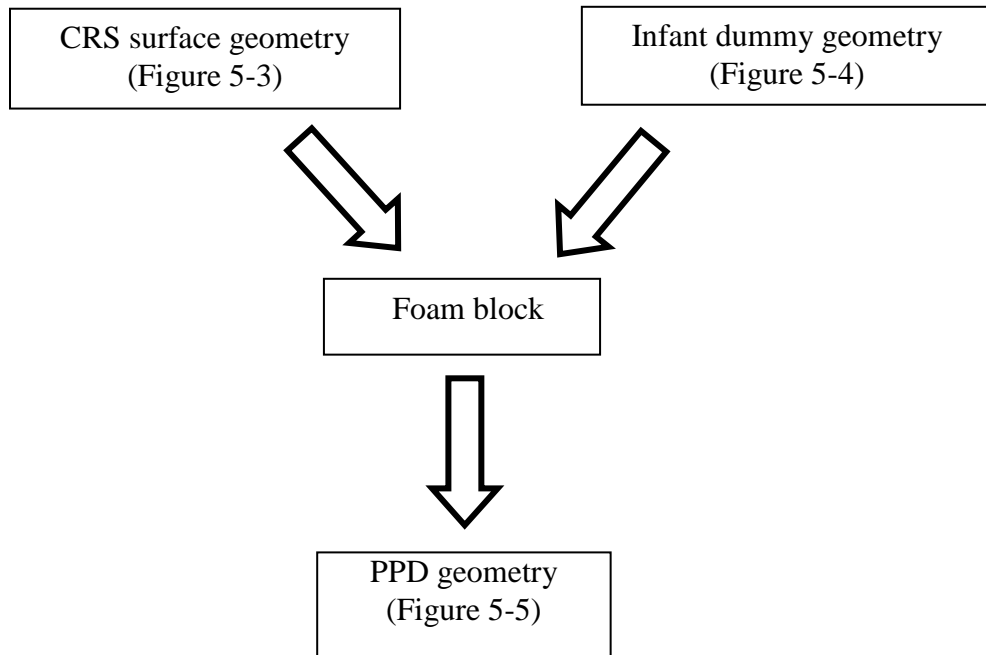 CRS surface geometry
(Figure 5-3)
Infant dummy geometry
(Figure 5-4)
Foam block
PPD geometry
(Figure 5-5)